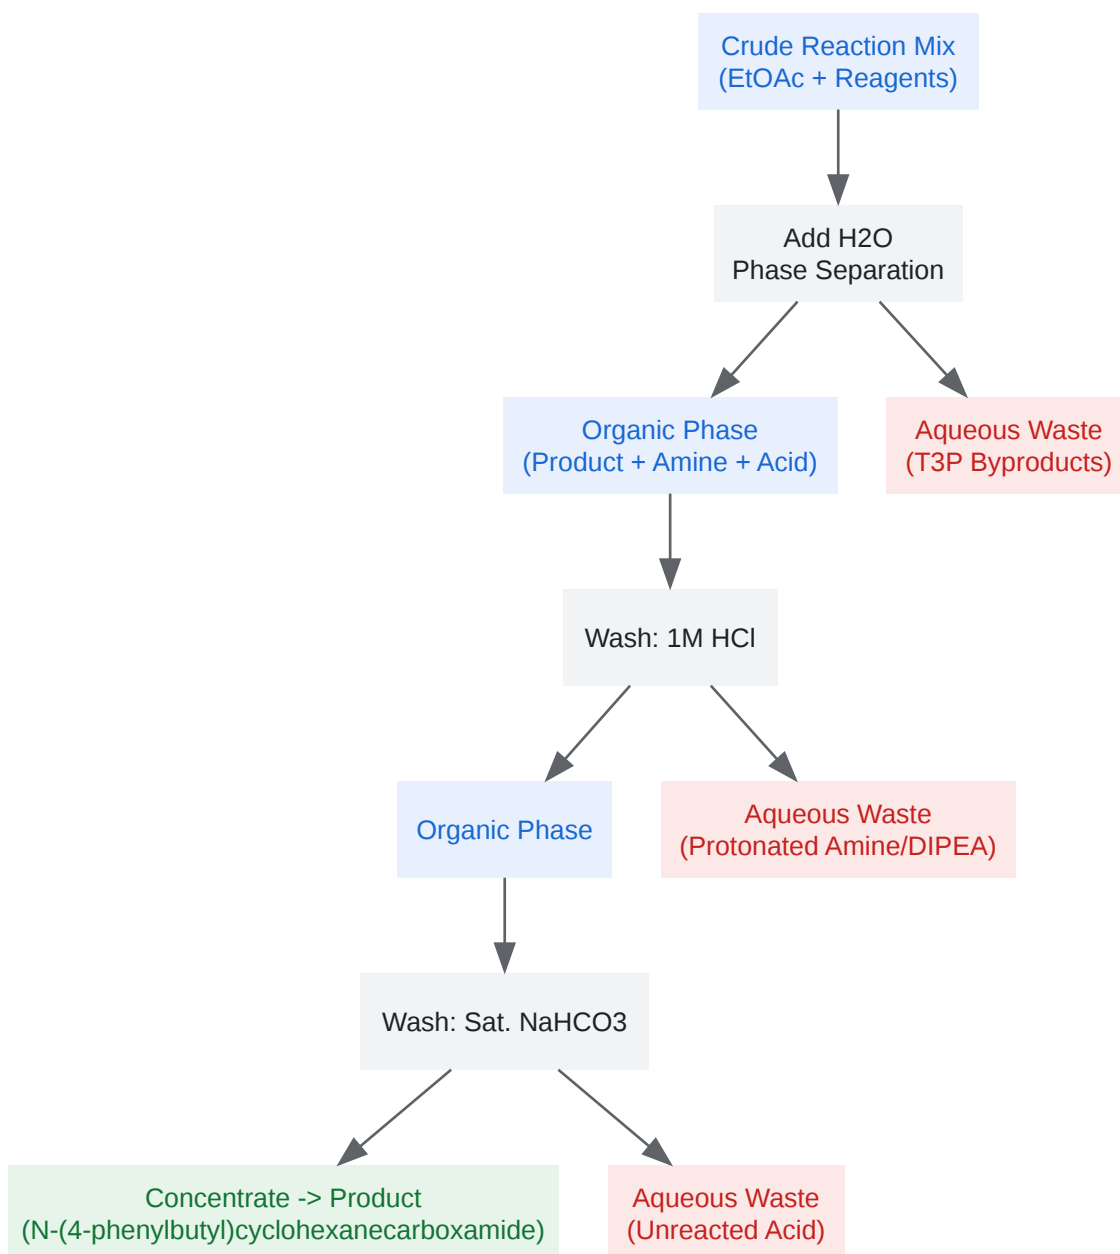 Crude Reaction Mix
(EtOAc + Reagents)
Add H2O
Phase Separation
Organic Phase
(Product + Amine + Acid)
Aqueous Waste
(T3P Byproducts)
Wash: 1M HCl
Organic Phase
Aqueous Waste
(Protonated Amine/DIPEA)
Wash: Sat. NaHCO3
Concentrate -> Product
(N-(4-phenylbutyl)cyclohexanecarboxamide)
Aqueous Waste
(Unreacted Acid)